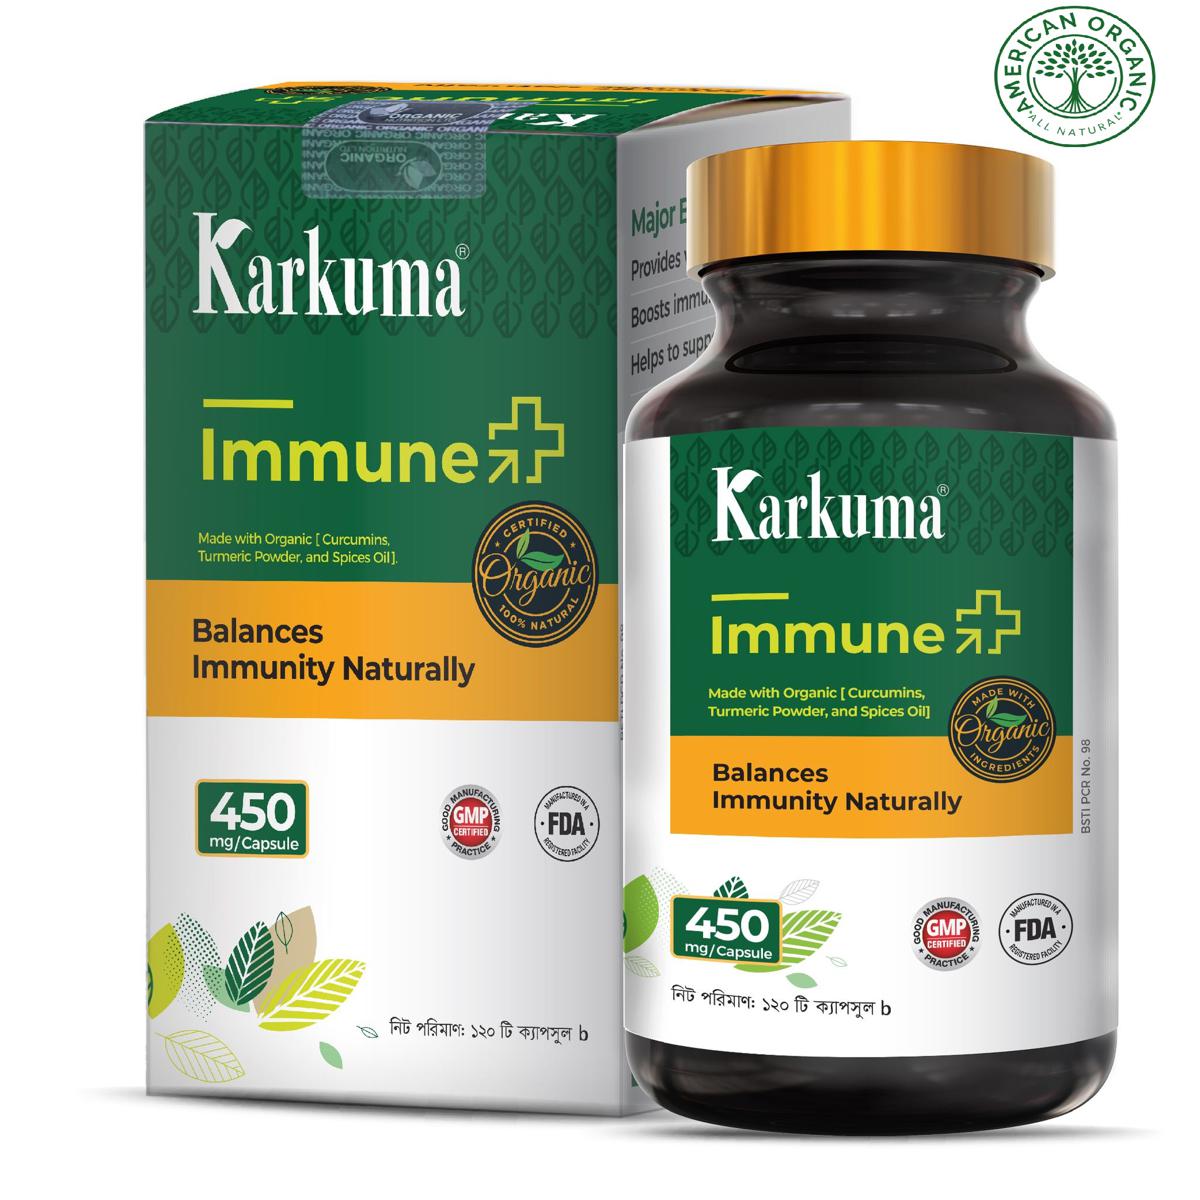 AMERICAN ORGANIC
ALL NATURAL
ORGANIC
ORGANIC
NUTRITION LTD
Karkuma®
Immune
Made with Organic [ Curcumins,
Turmeric Powder, and Spices Oil].
CERTIFIED
Organic
100% NATURAL
Balances
Immunity Naturally
450
mg/Capsule
GOOD MANUFACTURING
GMP
CERTIFIED
PRACTICE
MANUFACTURED IN A
FDA
REGISTERED FACILITY
নিট পরিমাণ: ১২০ টি ক্যাপসুল b
Major
Provides
Boosts
Helps to
Karkuma®
Immune
Made with Organic [ Curcumins,
Turmeric Powder, and Spices Oil]
MADE WITH
Organic
INGREDIENTS
Balances
Immunity Naturally
BSTI PCR No. 98
450
mg/Capsule
GOOD MANUFACTURING
GMP
CERTIFIED
PRACTICE
MANUFACTURED IN A
FDA
REGISTERED FACILITY
নিট পরিমাণ: ১২০ টি ক্যাপসুল b